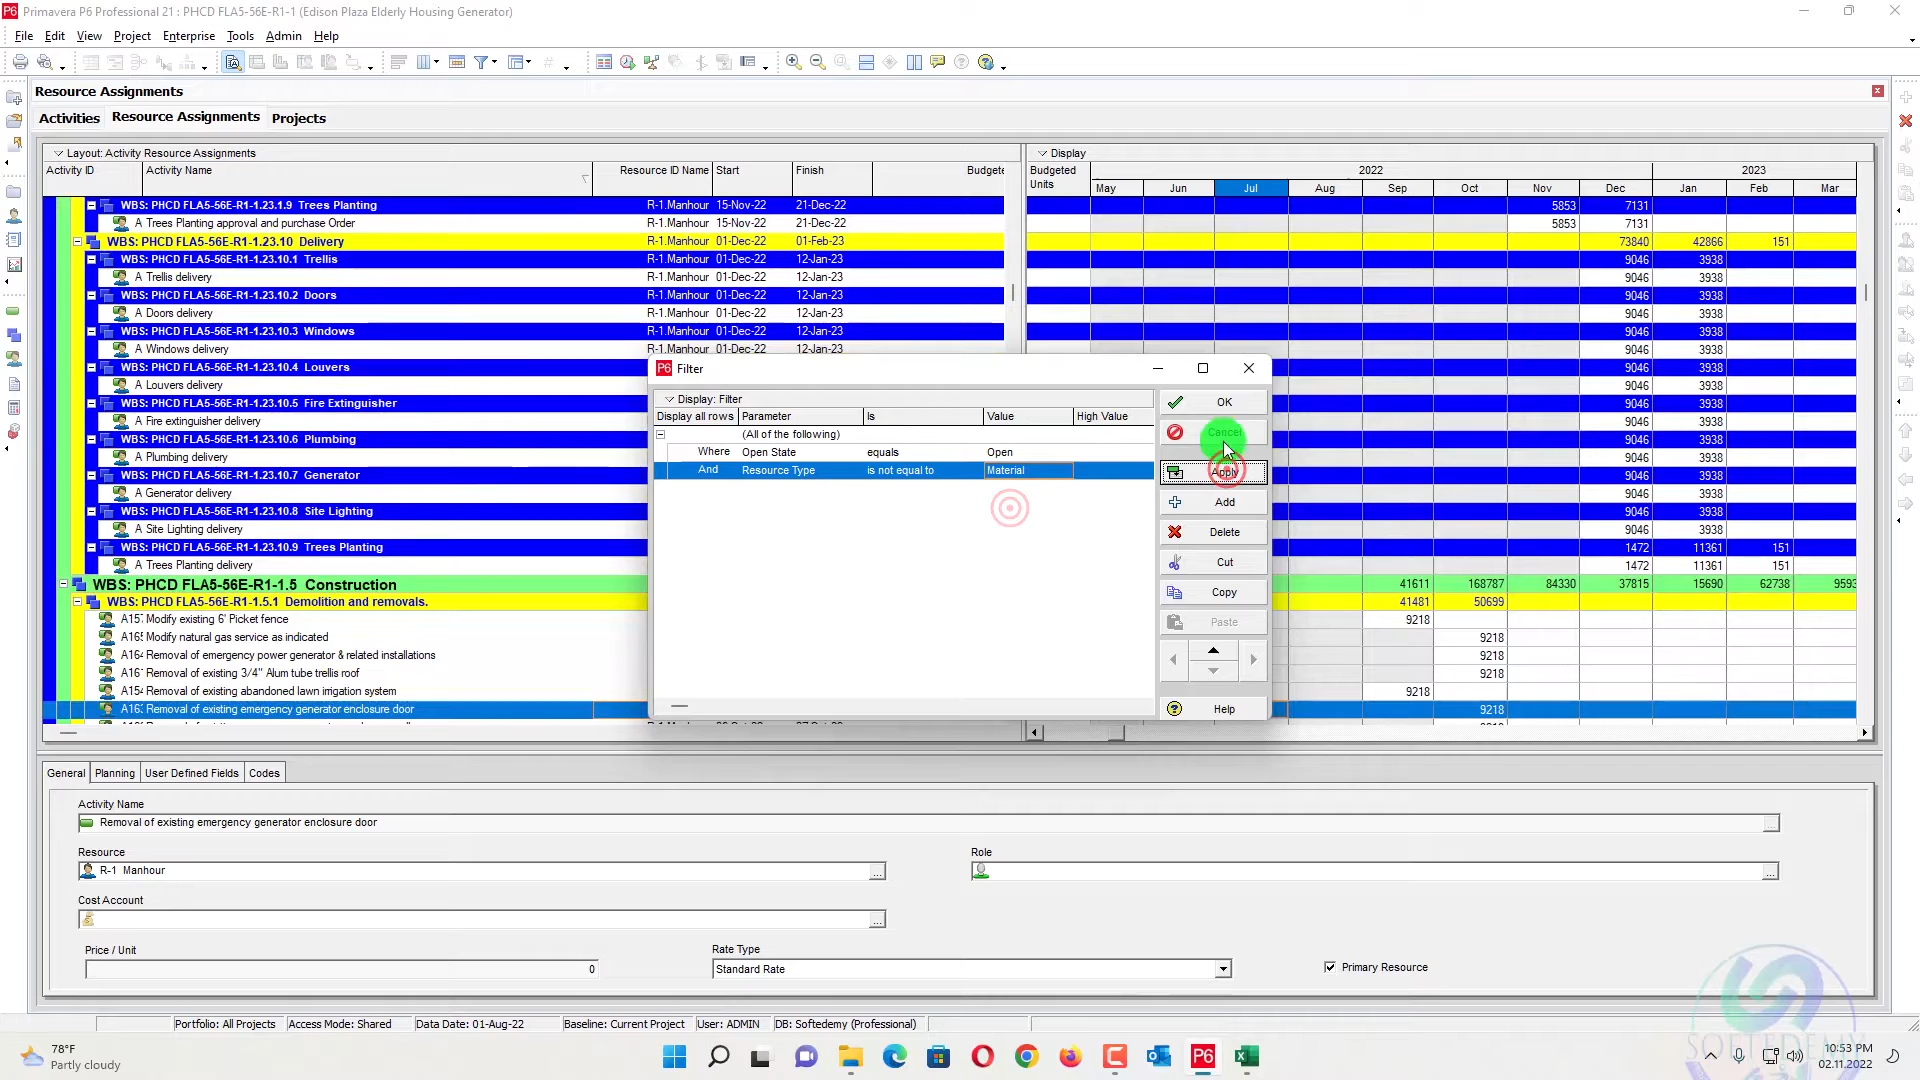 Primavera P6 Professional 21 : PHCD FLA5-56E-R1-1 (Edison Plaza Elderly Housing Generator)
File Edit View Project Enterprise Tools Admin Help
Resource Assignments
Activities Resource Assignments Projects
Layout: Activity Resource Assignments
Activity ID Activity Name Resource ID Name Start Finish Budgete
Display
Budgeted Units 2022 2023
May Jun Jul Aug Sep Oct Nov Dec Jan Feb Mar
WBS: PHCD FLA5-56E-R1-1.23.1.9 Trees Planting R-1.Manhour 15-Nov-22 21-Dec-22 5853 7131
A Trees Planting approval and purchase Order R-1.Manhour 15-Nov-22 21-Dec-22 5853 7131
WBS: PHCD FLA5-56E-R1-1.23.10 Delivery R-1.Manhour 01-Dec-22 01-Feb-23 73840 42866 151
WBS: PHCD FLA5-56E-R1-1.23.10.1 Trellis R-1.Manhour 01-Dec-22 12-Jan-23 9046 3938
A Trellis delivery R-1.Manhour 01-Dec-22 12-Jan-23 9046 3938
WBS: PHCD FLA5-56E-R1-1.23.10.2 Doors R-1.Manhour 01-Dec-22 12-Jan-23 9046 3938
A Doors delivery R-1.Manhour 01-Dec-22 12-Jan-23 9046 3938
WBS: PHCD FLA5-56E-R1-1.23.10.3 Windows R-1.Manhour 01-Dec-22 12-Jan-23 9046 3938
A Windows delivery R-1.Manhour 01-Dec-22 12-Jan-23 9046 3938
WBS: PHCD FLA5-56E-R1-1.23.10.4 Louvers 9046 3938
A Louvers delivery 9046 3938
WBS: PHCD FLA5-56E-R1-1.23.10.5 Fire Extinguisher 9046 3938
A Fire extinguisher delivery 9046 3938
WBS: PHCD FLA5-56E-R1-1.23.10.6 Plumbing 9046 3938
A Plumbing delivery 9046 3938
WBS: PHCD FLA5-56E-R1-1.23.10.7 Generator 9046 3938
A Generator delivery 9046 3938
WBS: PHCD FLA5-56E-R1-1.23.10.8 Site Lighting 9046 3938
A Site Lighting delivery 9046 3938
WBS: PHCD FLA5-56E-R1-1.23.10.9 Trees Planting 1472 11361 151
A Trees Planting delivery 1472 11361 151
WBS: PHCD FLA5-56E-R1-1.5 Construction 41611 168787 84330 37815 15690 62738 9593
WBS: PHCD FLA5-56E-R1-1.5.1 Demolition and removals. 41481 50699
A157 Modify existing 6' Picket fence 9218
A165 Modify natural gas service as indicated 9218
A164 Removal of emergency power generator & related installations 9218
A161 Removal of existing 3/4" Alum tube trellis roof 9218
A154 Removal of existing abandoned lawn irrigation system 9218
A163 Removal of existing emergency generator enclosure door 9218
P6 Filter
Display: Filter
Display all rows Parameter Is Value High Value
(All of the following)
Where Open State equals Open
And Resource Type is not equal to Material
OK
Cancel
Apply
Add
Delete
Cut
Copy
Paste
Help
General Planning User Defined Fields Codes
Activity Name
Removal of existing emergency generator enclosure door
Resource Role
R-1 Manhour
Cost Account
Price / Unit Rate Type
0 Standard Rate Primary Resource
Portfolio: All Projects Access Mode: Shared Data Date: 01-Aug-22 Baseline: Current Project User: ADMIN DB: Softedemy (Professional)
78°F
Partly cloudy
10:53 PM
02.11.2022
SOFTEDEMY